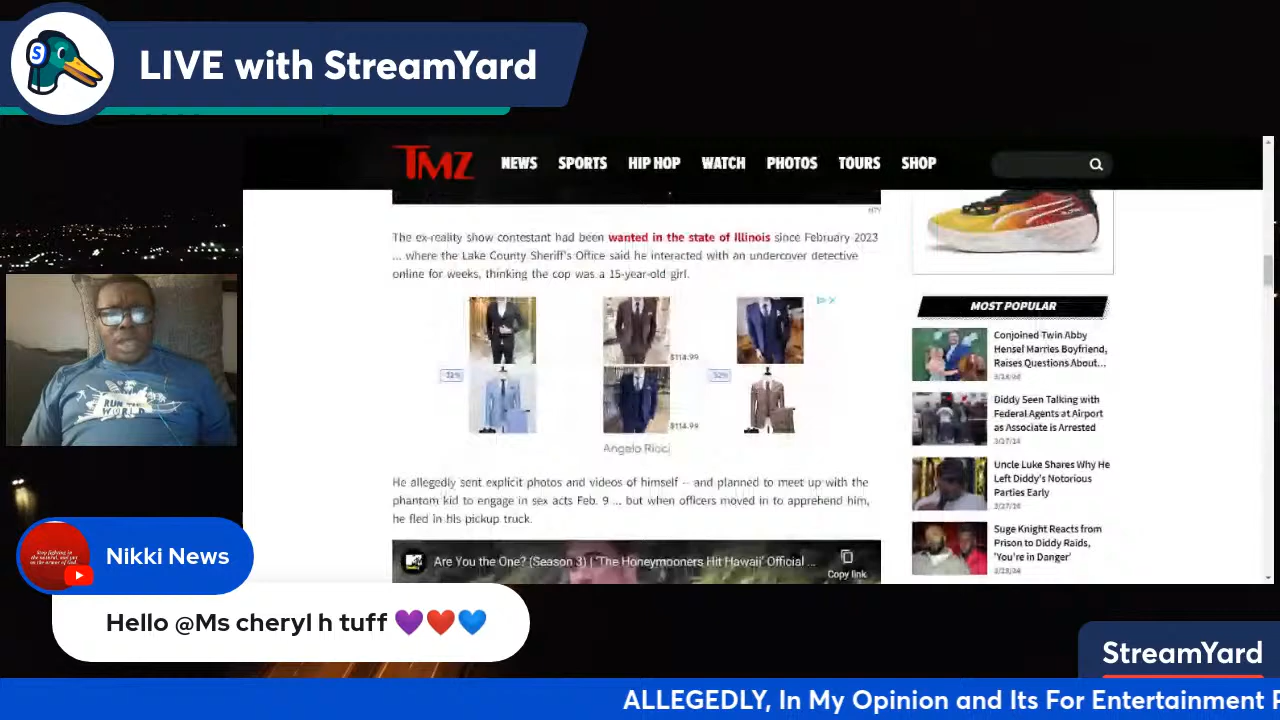 LIVE with StreamYard
TMZ
NEWS
SPORTS
HIP HOP
WATCH
PHOTOS
TOURS
SHOP
MTV
The ex-reality show contestant had been wanted in the state of Illinois since February 2023
... where the Lake County Sheriff's Office said he interacted with an undercover detective
online for weeks, thinking the cop was a 15-year-old girl.
$114.99
$114.99
Angelo Ricci
He allegedly sent explicit photos and videos of himself -- and planned to meet up with the
phantom kid to engage in sex acts Feb. 9 ... but when officers moved in to apprehend him,
he fled in his pickup truck.
Are You the One? (Season 3) | 'The Honeymooners Hit Hawaii' Official ...
Copy link
MOST POPULAR
Conjoined Twin Abby
Hensel Marries Boyfriend,
Raises Questions About...
Diddy Seen Talking with
Federal Agents at Airport
as Associate is Arrested
Uncle Luke Shares Why He
Left Diddy's Notorious
Parties Early
Suge Knight Reacts from
Prison to Diddy Raids,
'You're in Danger'
RUN THE
WORLD
Nikki News
Hello @Ms cheryl h tuff 💜❤️💙
StreamYard
ALLEGEDLY, In My Opinion and Its For Entertainment P